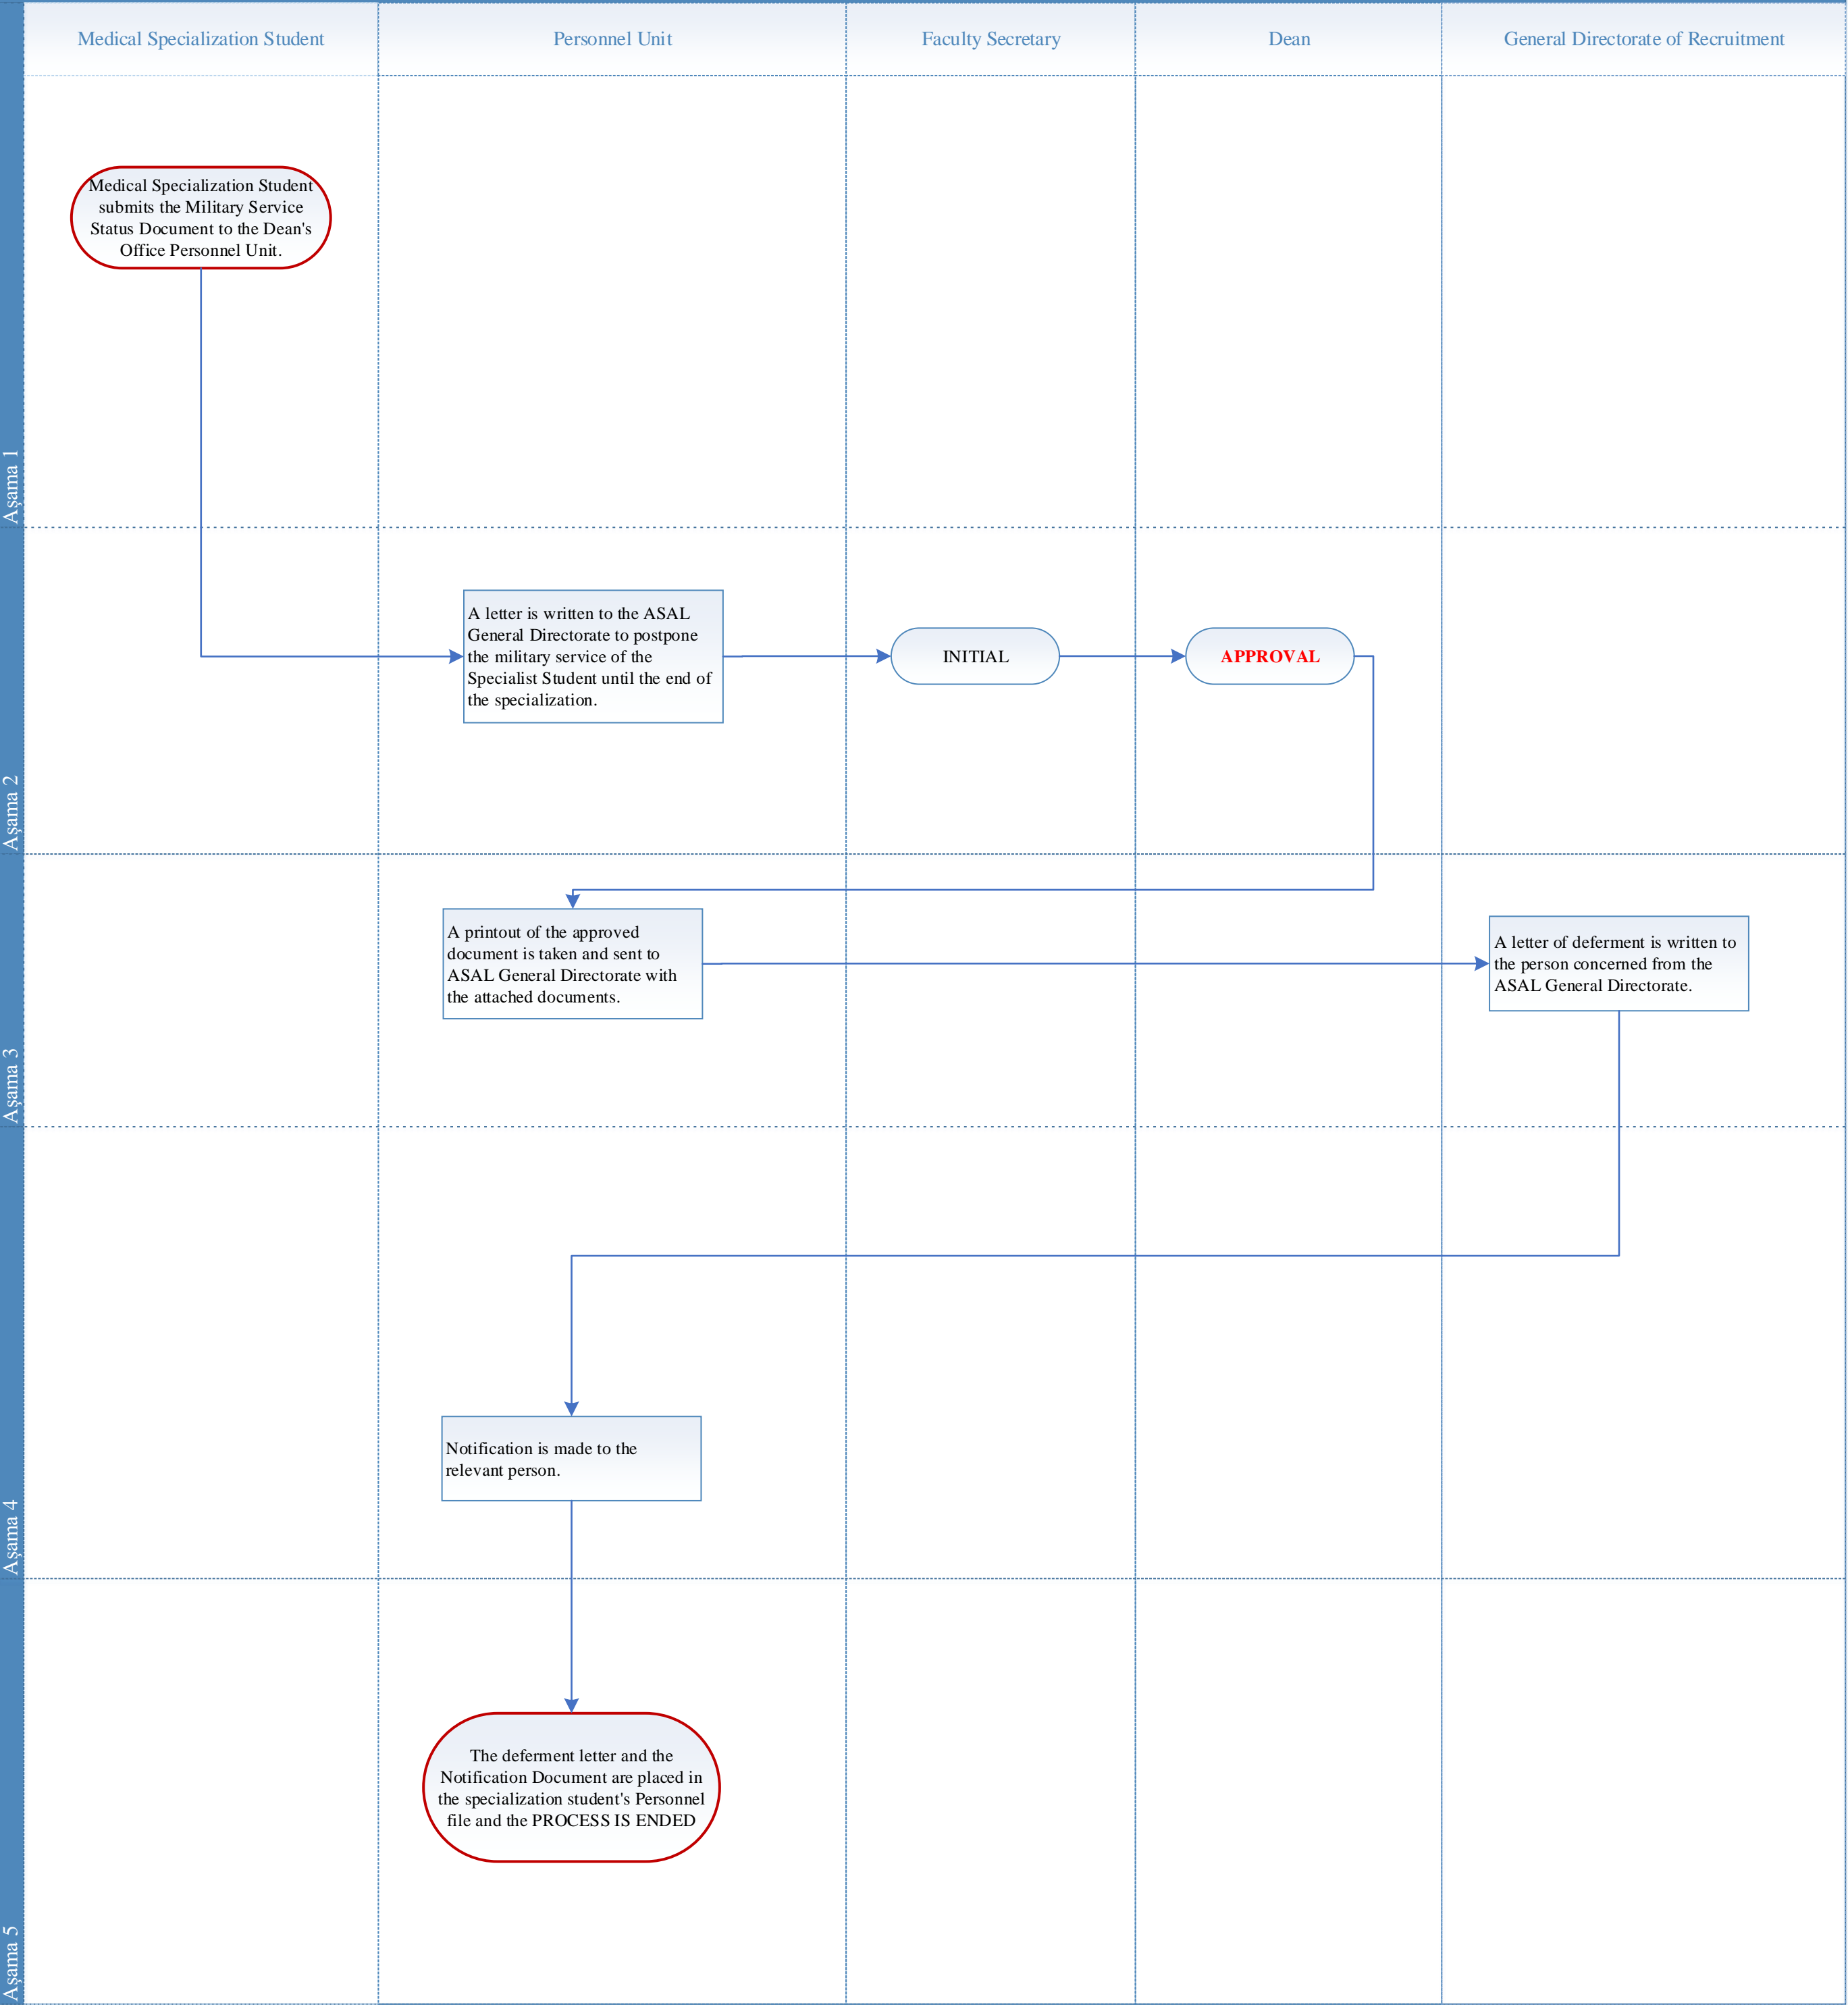 Medical Specialization Student
Personnel Unit
Faculty Secretary
Dean
General Directorate of Recruitment
Aşama 1
Medical Specialization Student
submits the Military Service
Status Document to the Dean's
Office Personnel Unit.
Aşama 2
A letter is written to the ASAL
General Directorate to postpone
the military service of the
Specialist Student until the end of
the specialization.
INITIAL
APPROVAL
Aşama 3
A printout of the approved
document is taken and sent to
ASAL General Directorate with
the attached documents.
A letter of deferment is written to
the person concerned from the
ASAL General Directorate.
Aşama 4
Notification is made to the
relevant person.
Aşama 5
The deferment letter and the
Notification Document are placed in
the specialization student's Personnel
file and the PROCESS IS ENDED